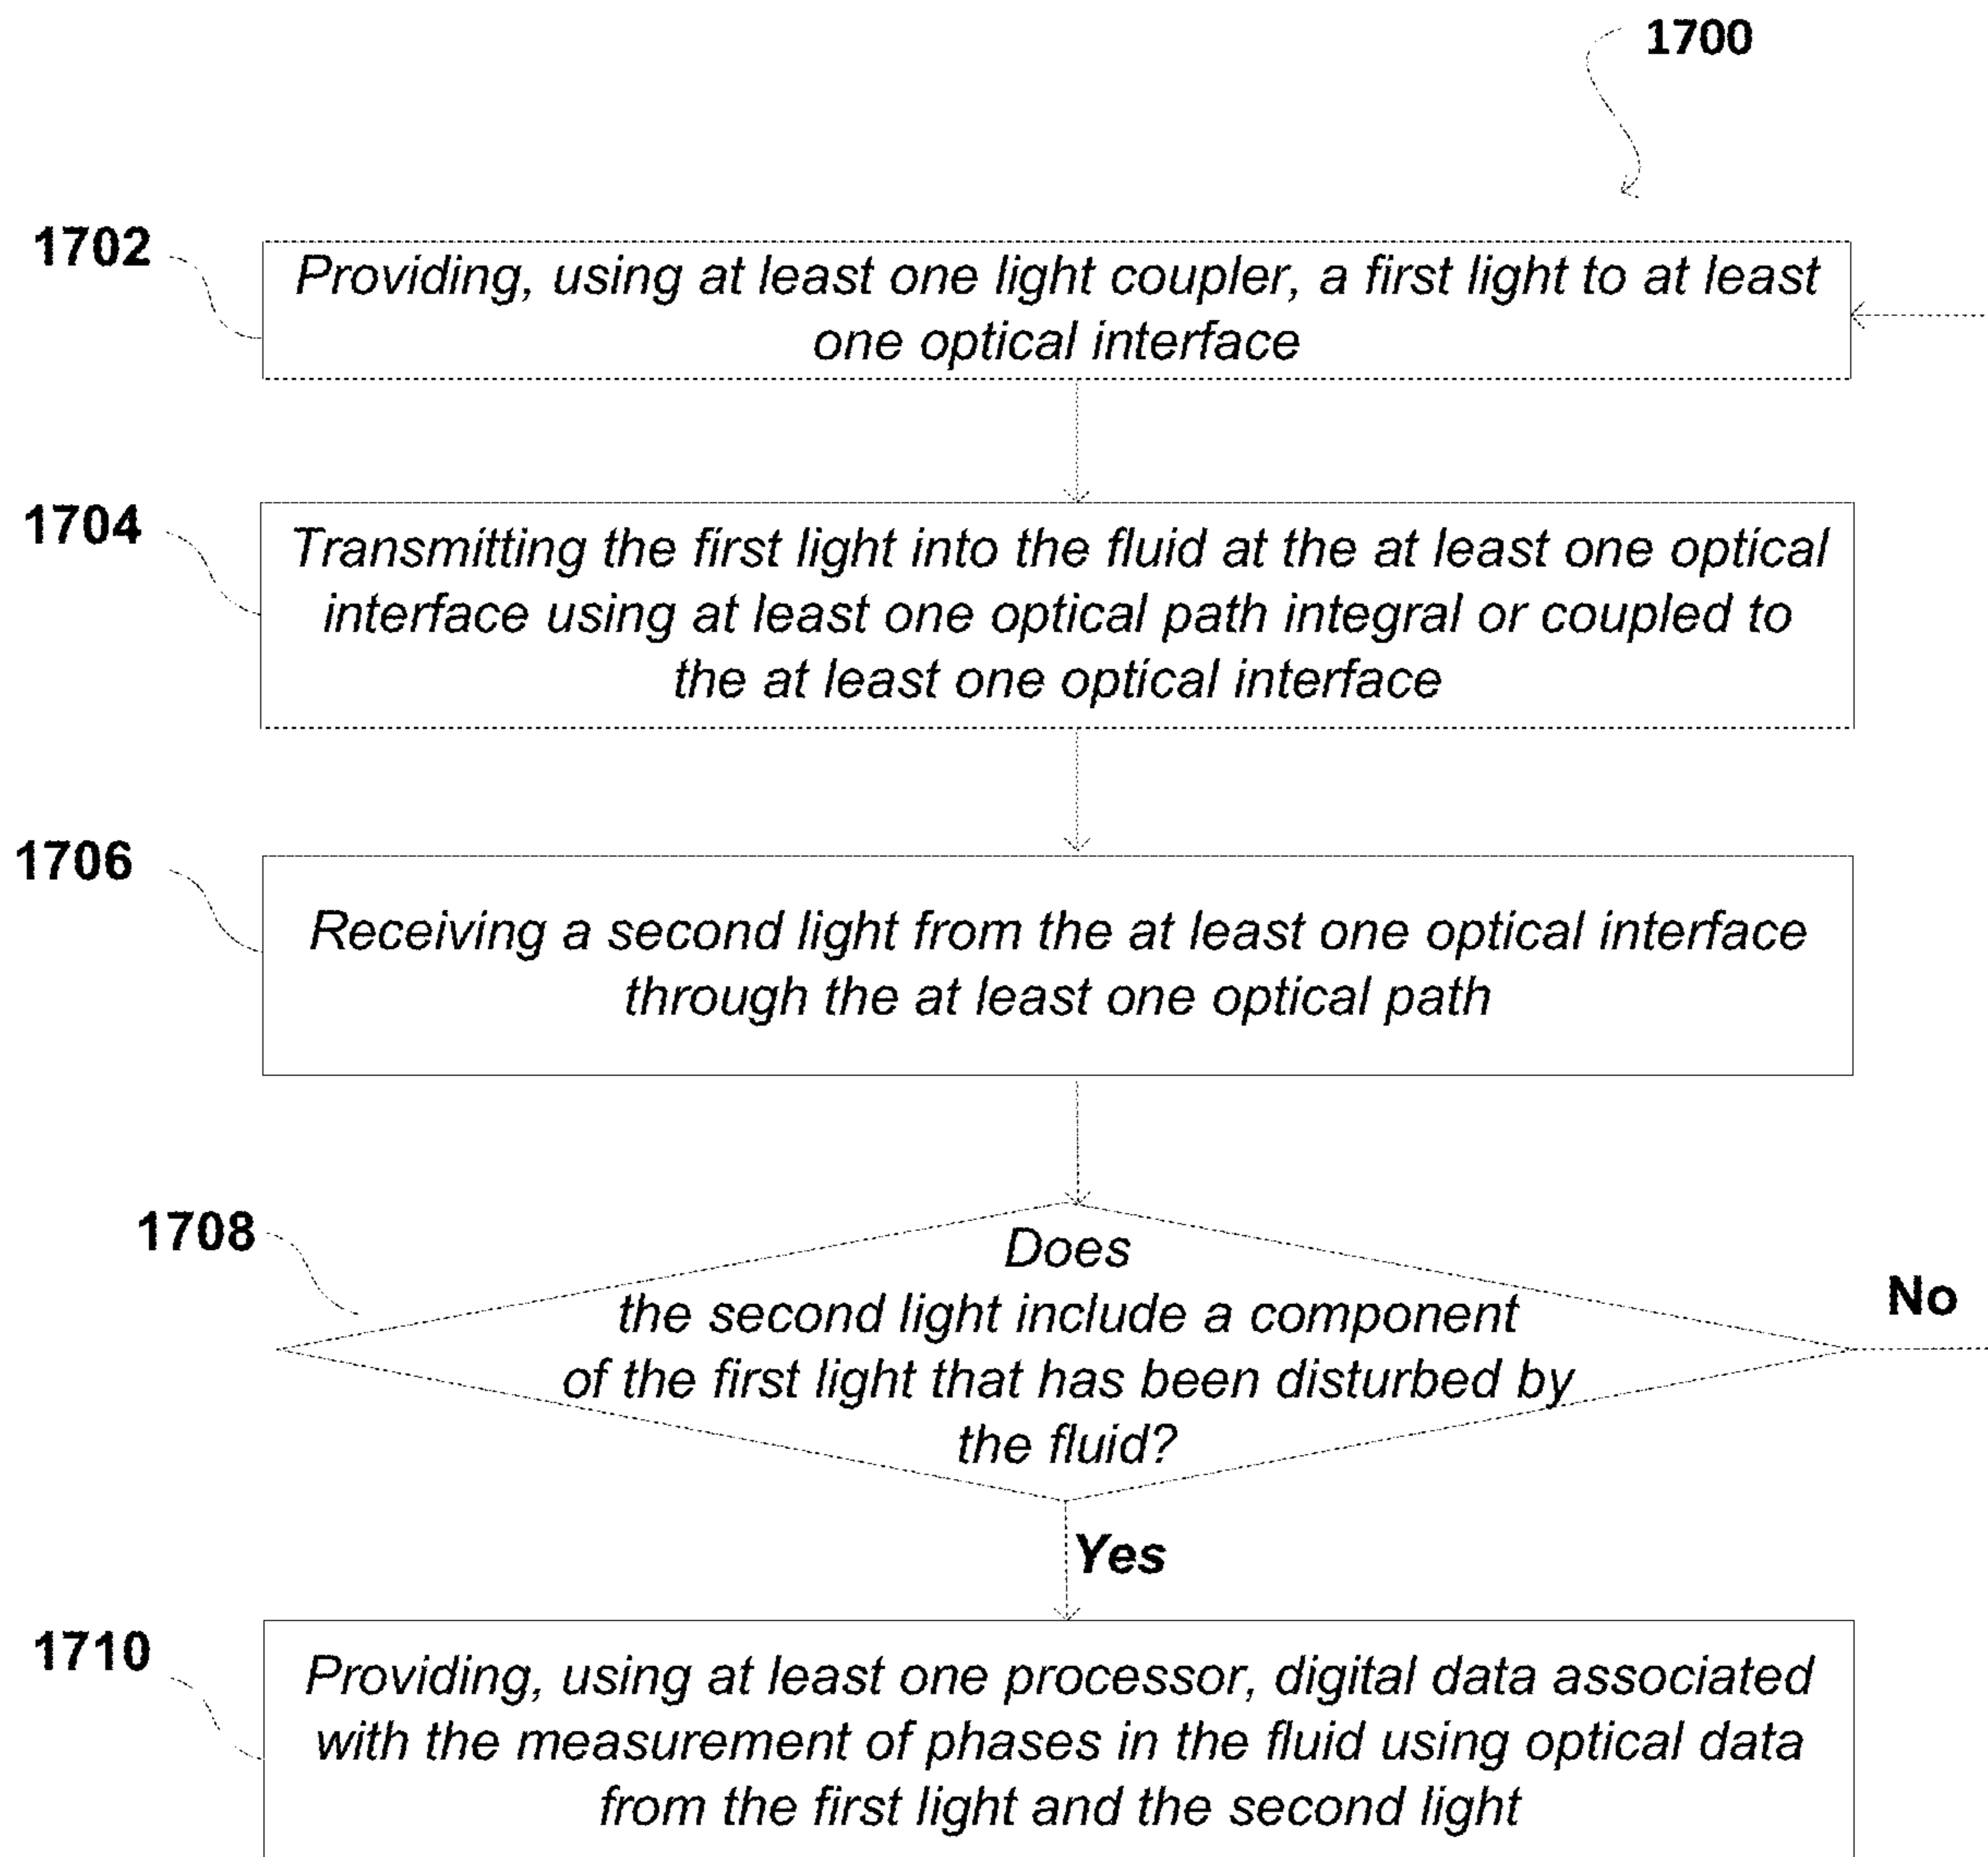 1700
1702
Providing, using at least one light coupler, a first light to at least
one optical interface
1704
Transmitting the first light into the fluid at the at least one optical
interface using at least one optical path integral or coupled to
the at least one optical interface
1706
Receiving a second light from the at least one optical interface
through the at least one optical path
1708
Does
the second light include a component
of the first light that has been disturbed by
the fluid?
No
Yes
1710
Providing, using at least one processor, digital data associated
with the measurement of phases in the fluid using optical data
from the first light and the second light